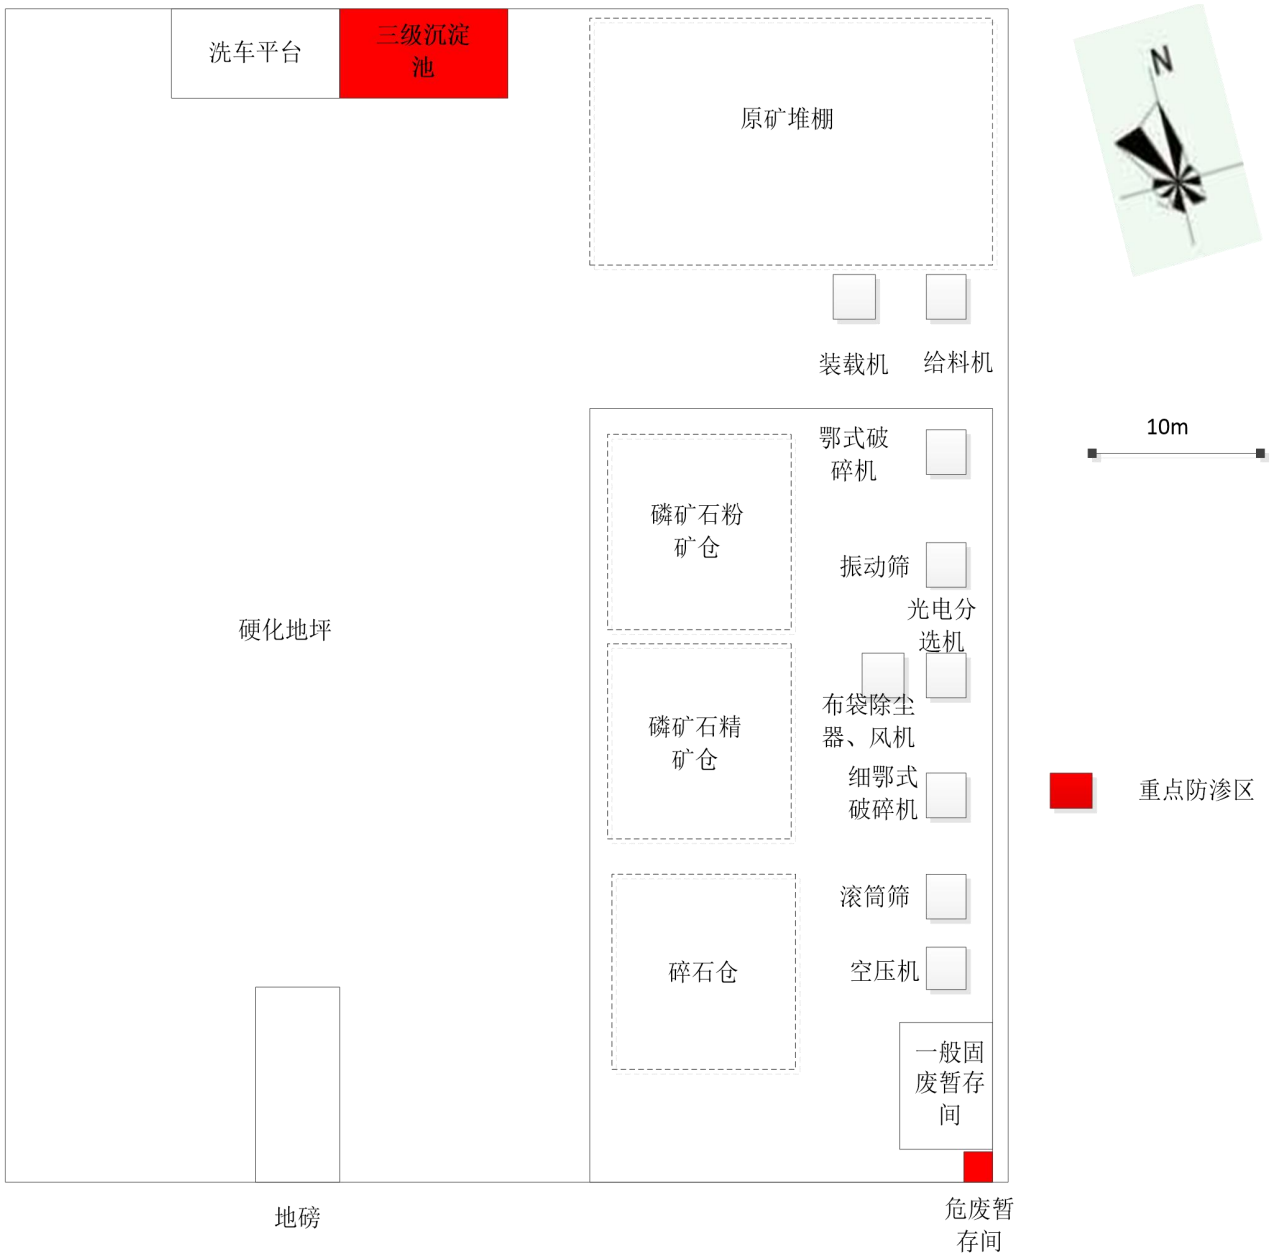 洗车平台
三级沉淀
池
原矿堆棚
N
装载机
给料机
10m
鄂式破
碎机
磷矿石粉
矿仓
振动筛
光电分
选机
硬化地坪
布袋除尘
器、风机
磷矿石精
矿仓
细鄂式
破碎机
重点防渗区
滚筒筛
碎石仓
空压机
一般固
废暂存
间
地磅
危废暂
存间